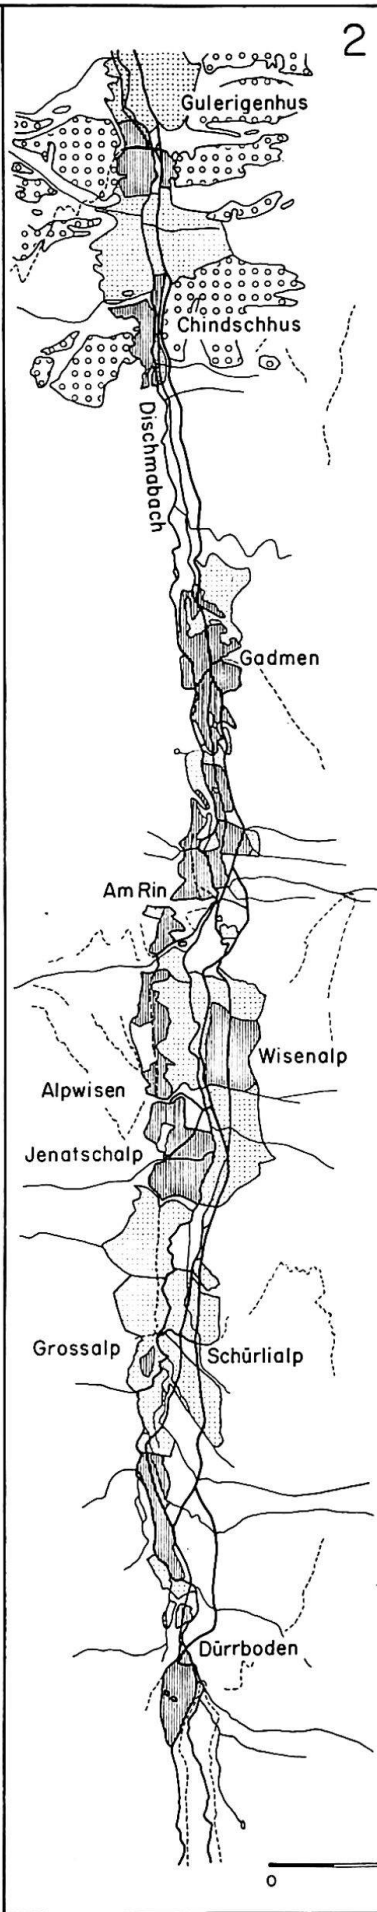 2
Gulerigenhus
Chindschhus
Dischmabach
Gadmen
Am Rin
Wisenalp
Alpwisen
Jenatschalp
Grossalp
Schürlialp
Dürrboden
0